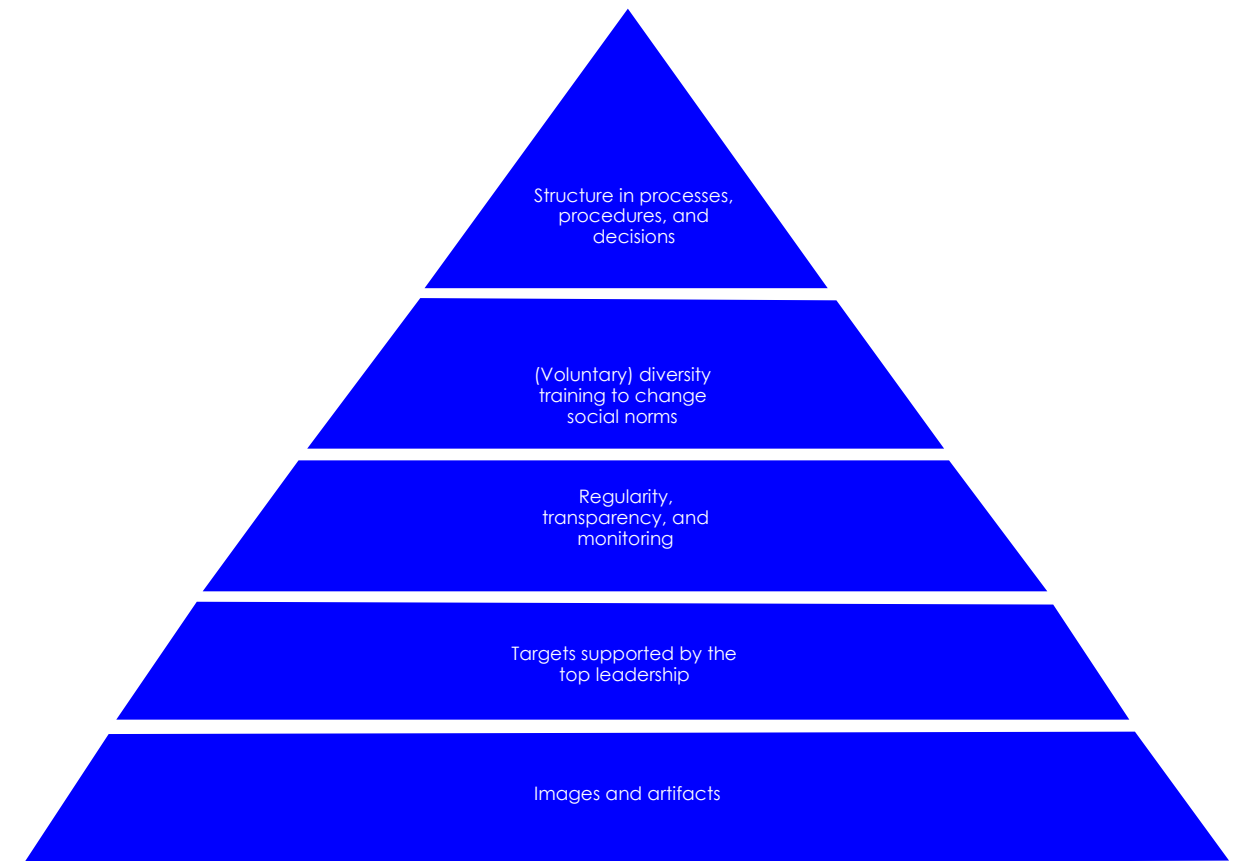 Structure in processes,
procedures, and
decisions
(Voluntary) diversity
training to change
social norms
Regularity,
transparency, and
monitoring
Targets supported by the
top leadership
Images and artifacts